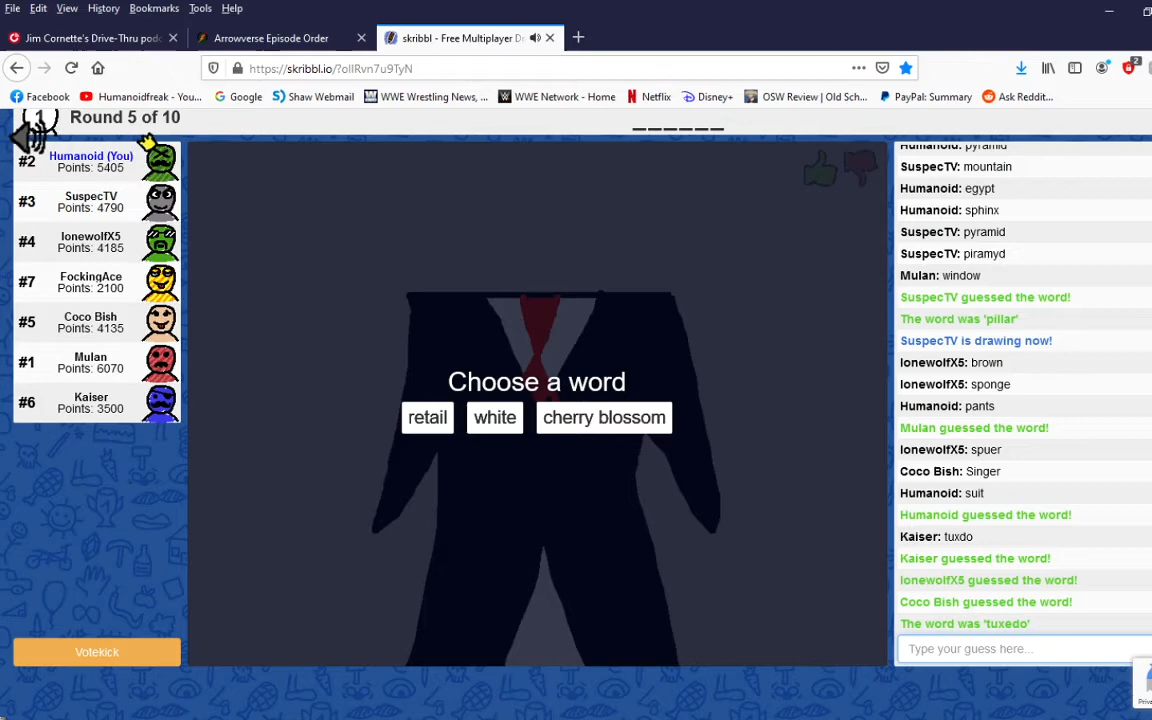 File Edit View History Bookmarks Tools Help
Jim Cornette's Drive-Thru pod
Arrowverse Episode Order
skribbl - Free Multiplayer D
https://skribbl.io/?olIRvn7u9TyN
2
Facebook
Humanoidfreak - You...
Google
Shaw Webmail
WWE Wrestling News, ...
WWE Network - Home
Netflix
Disney+
OSW Review | Old Sch...
PayPal: Summary
Ask Reddit...
1
Round 5 of 10
______
#2 Humanoid (You)
Points: 5405
#3 SuspecTV
Points: 4790
#4 lonewolfX5
Points: 4185
#7 FockingAce
Points: 2100
#5 Coco Bish
Points: 4135
#1 Mulan
Points: 6070
#6 Kaiser
Points: 3500
Votekick
Choose a word
retail white cherry blossom
Humanoid: pyramid
SuspecTV: mountain
Humanoid: egypt
Humanoid: sphinx
SuspecTV: pyramid
SuspecTV: piramyd
Mulan: window
SuspecTV guessed the word!
The word was 'pillar'
SuspecTV is drawing now!
lonewolfX5: brown
lonewolfX5: sponge
Humanoid: pants
Mulan guessed the word!
lonewolfX5: spuer
Coco Bish: Singer
Humanoid: suit
Humanoid guessed the word!
Kaiser: tuxdo
Kaiser guessed the word!
lonewolfX5 guessed the word!
Coco Bish guessed the word!
The word was 'tuxedo'
Type your guess here...